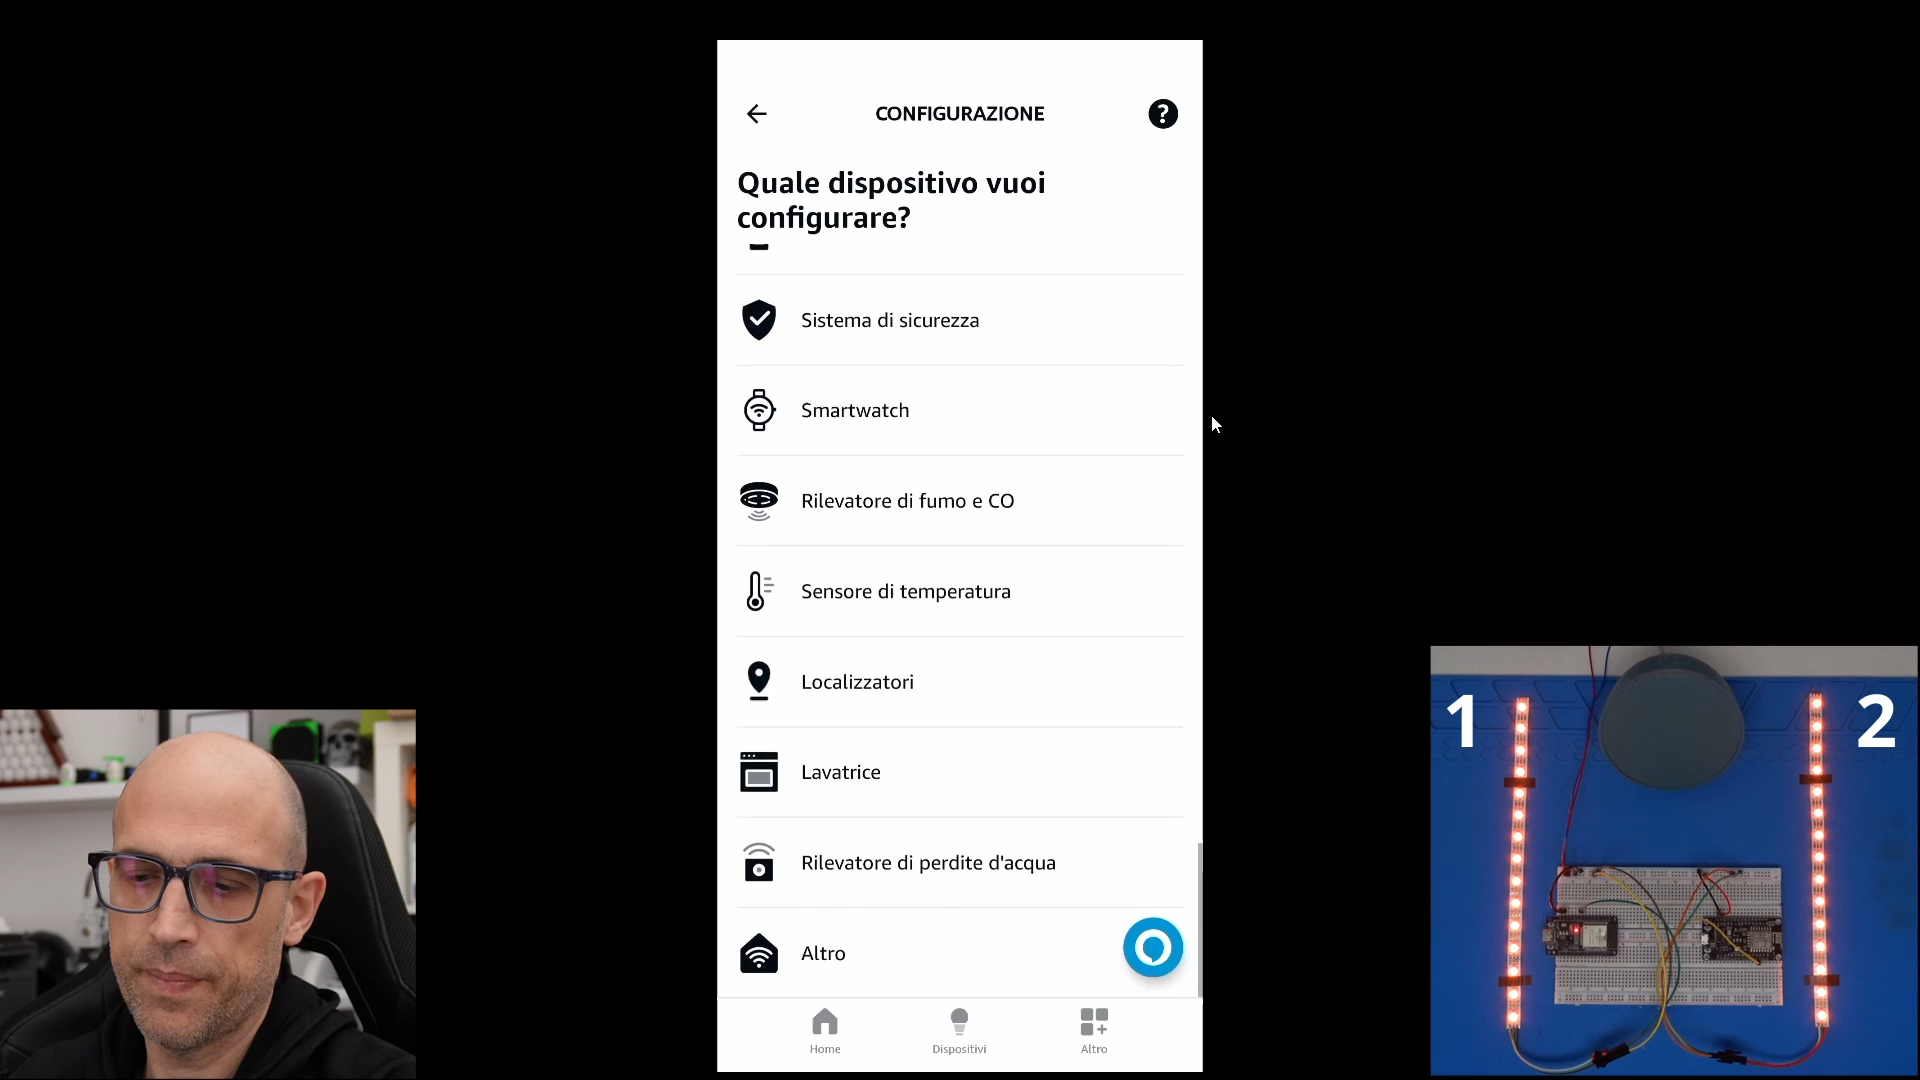 CONFIGURAZIONE
?
Quale dispositivo vuoi
configurare?
Sistema di sicurezza
Smartwatch
Rilevatore di fumo e CO
Sensore di temperatura
Localizzatori
Lavatrice
Rilevatore di perdite d'acqua
Altro
Home
Dispositivi
Altro
1
2